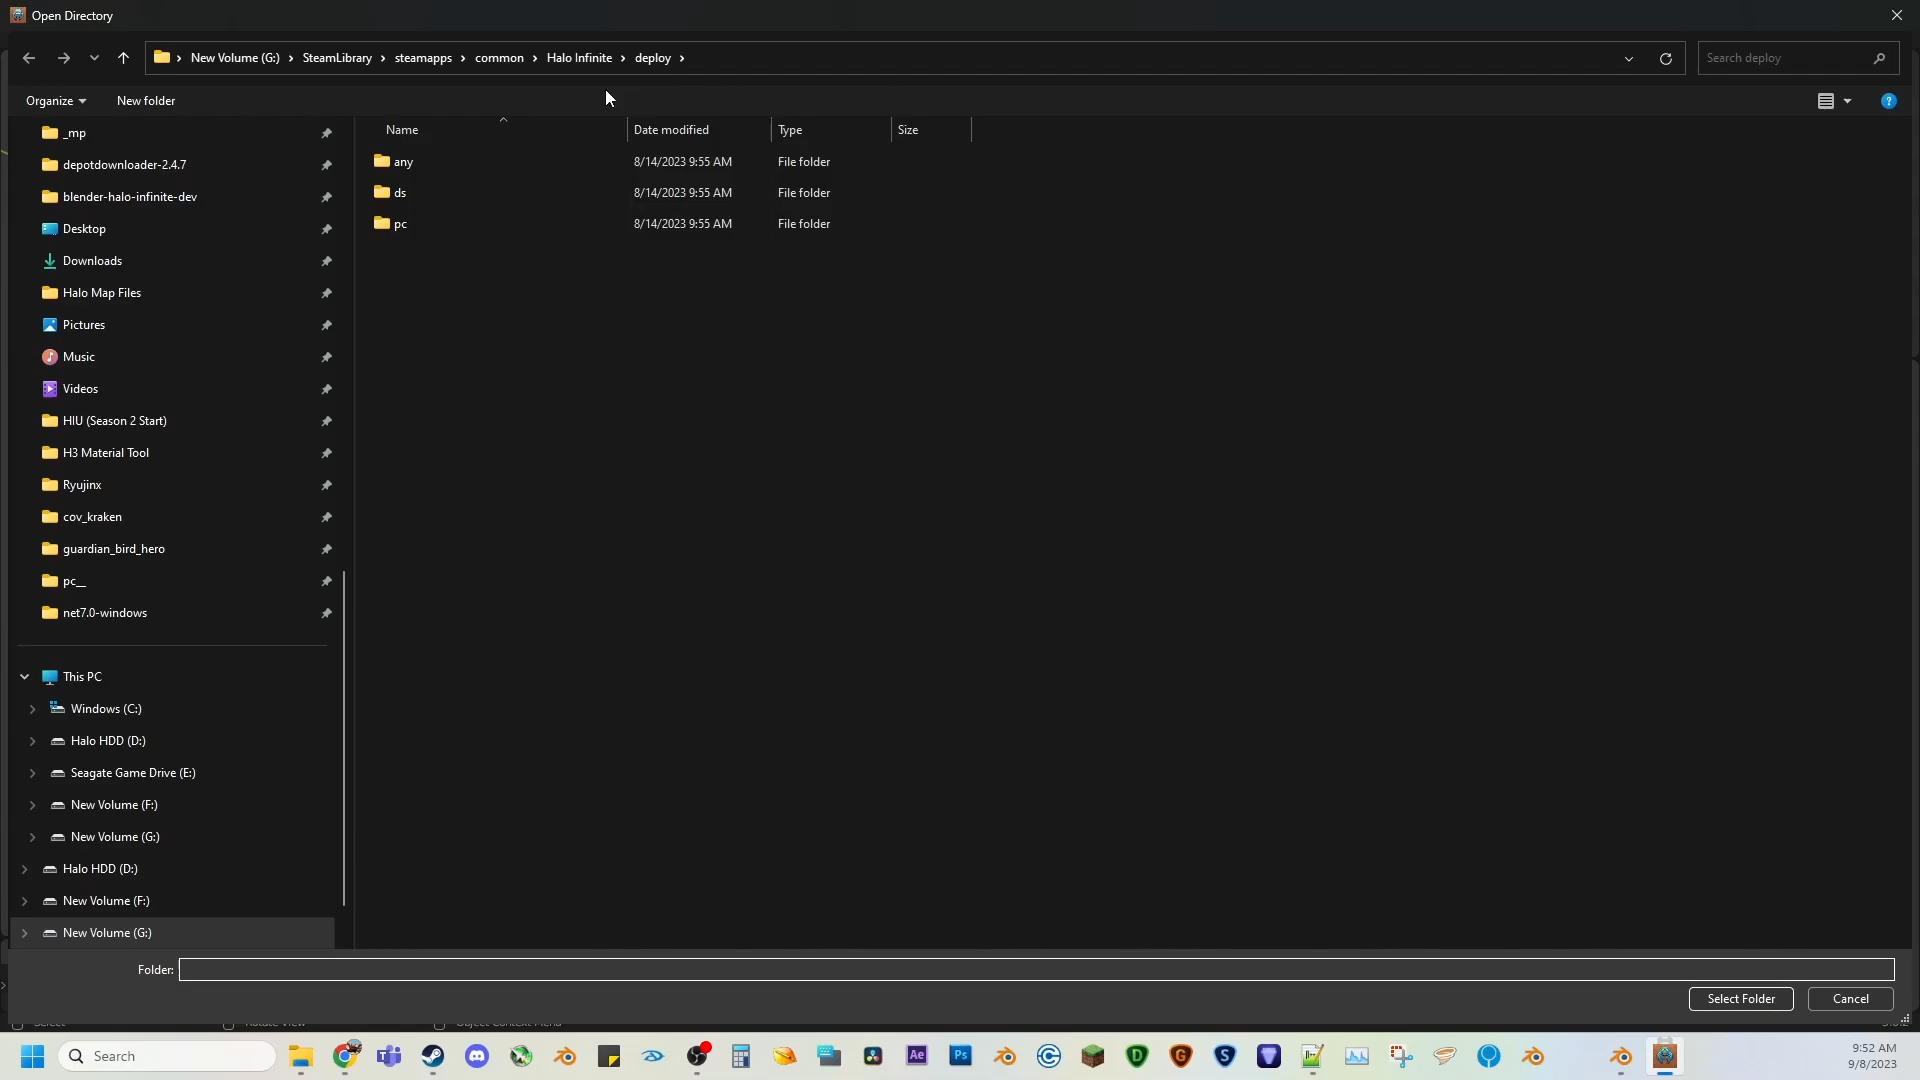 Open Directory
New Volume (G:) › SteamLibrary › steamapps › common › Halo Infinite › deploy ›
Search deploy
Organize
New folder
Name
Date modified
Type
Size
any
8/14/2023 9:55 AM
File folder
ds
8/14/2023 9:55 AM
File folder
pc
8/14/2023 9:55 AM
File folder
_mp
depotdownloader-2.4.7
blender-halo-infinite-dev
Desktop
Downloads
Halo Map Files
Pictures
Music
Videos
HIU (Season 2 Start)
H3 Material Tool
Ryujinx
cov_kraken
guardian_bird_hero
pc__
net7.0-windows
This PC
Windows (C:)
Halo HDD (D:)
Seagate Game Drive (E:)
New Volume (F:)
New Volume (G:)
Halo HDD (D:)
New Volume (F:)
New Volume (G:)
Folder:
Select Folder
Cancel
Search
Ae
Ps
9:52 AM
9/8/2023